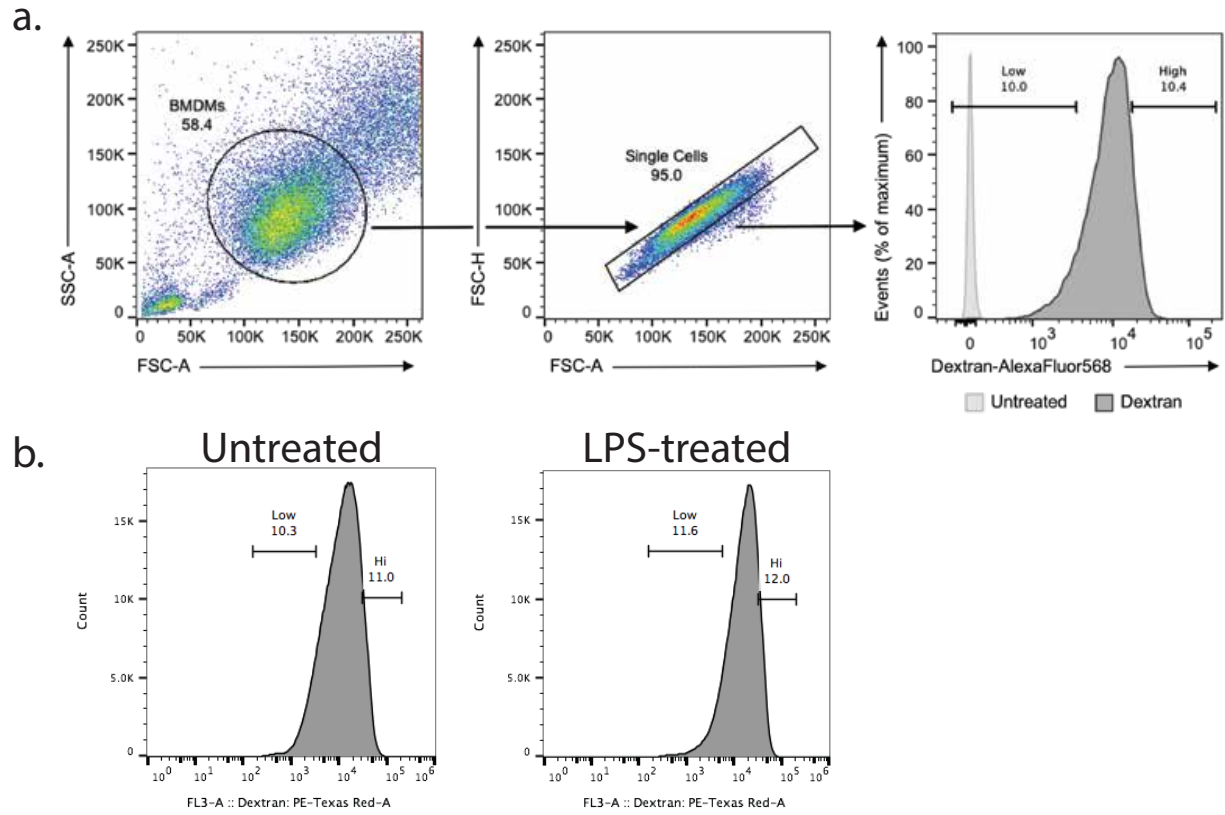 a.
250K
200K
150K
100K
50K
0
SSC-A
BMDMs
58.4
0 50K 100K 150K 200K 250K
FSC-A
250K
200K
150K
100K
50K
0
FSC-H
Single Cells
95.0
0 50K 100K 150K 200K 250K
FSC-A
100
80
60
40
20
0
Events (% of maximum)
Low
10.0
High
10.4
0 10^3 10^4 10^5
Dextran-AlexaFluor568
Untreated Dextran
b.
Untreated
15K
10K
5.0K
0
Count
Low
10.3
Hi
11.0
10^0 10^1 10^2 10^3 10^4 10^5 10^6
FL3-A :: Dextran: PE-Texas Red-A
LPS-treated
15K
10K
5.0K
0
Count
Low
11.6
Hi
12.0
10^0 10^1 10^2 10^3 10^4 10^5 10^6
FL3-A :: Dextran: PE-Texas Red-A